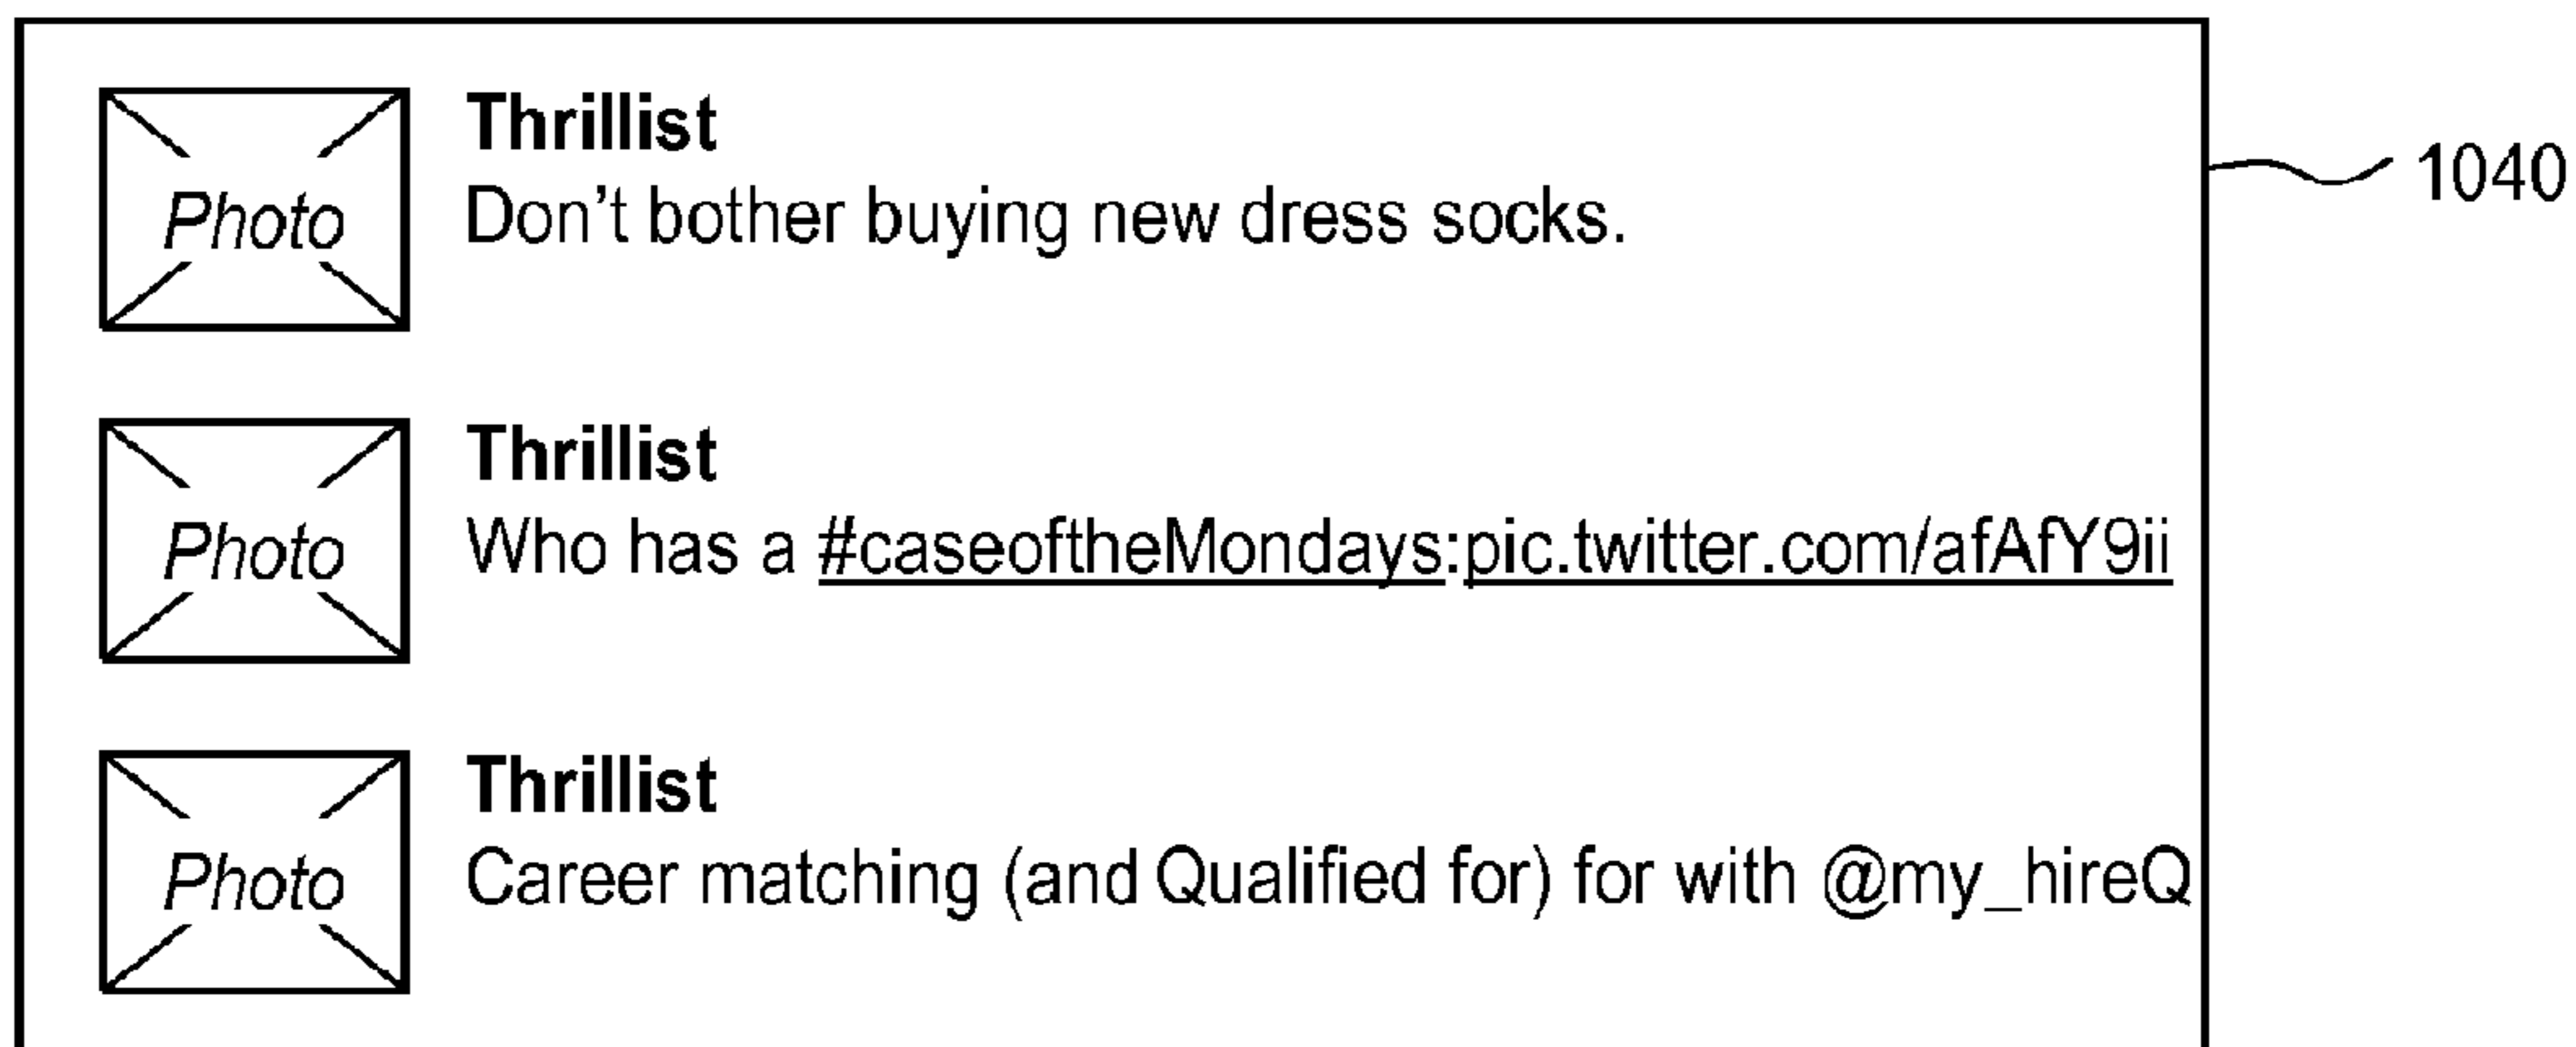 Thrillist
Photo
Don't bother buying new dress socks.
1040
Thrillist
Photo
Who has a #caseoftheMondays:pic.twitter.com/afAfY9ii
Thrillist
Photo
Career matching (and Qualified for) for with @my_hireQ